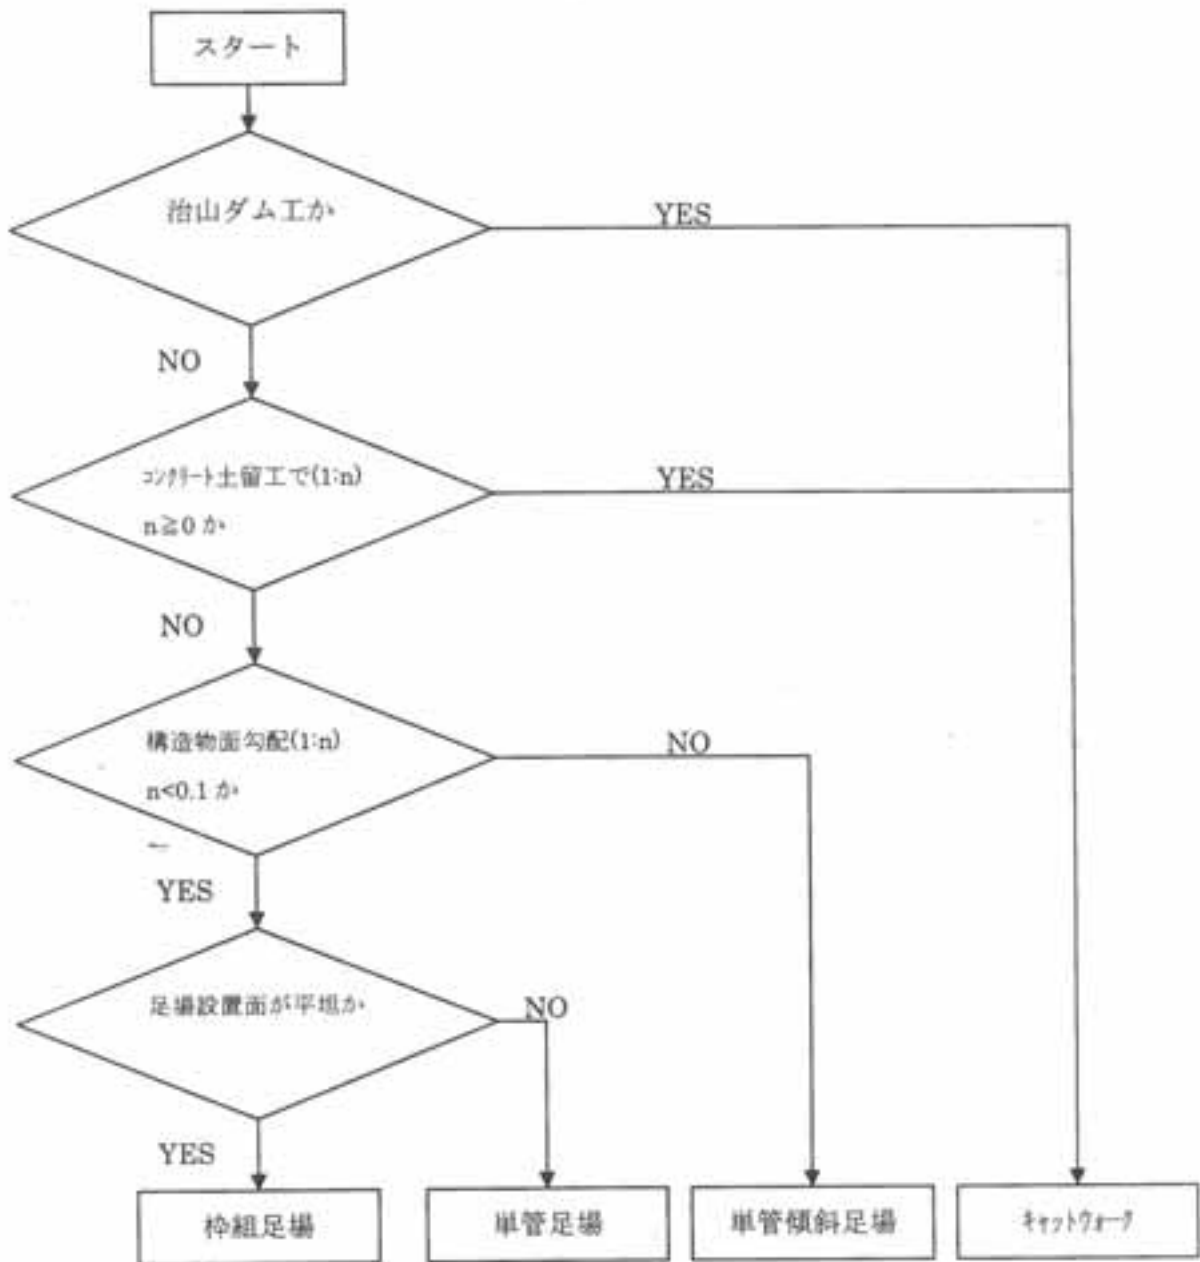 スタート
治山ダム工か
YES
NO
コンクリート土留工で(1:n)
n≧0 か
YES
NO
構造物面勾配(1:n)
n<0.1 か
NO
YES
足場設置面が平坦か
NO
YES
枠組足場
単管足場
単管傾斜足場
キャットウォーク